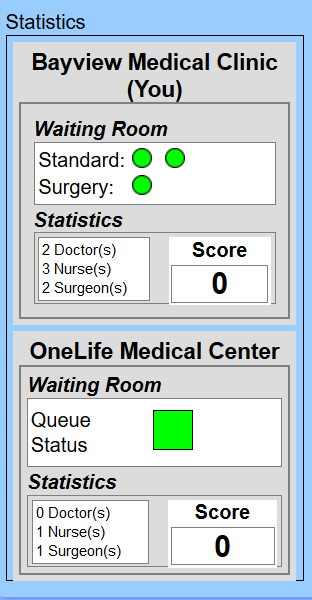 Statistics
Bayview Medical Clinic
(You)
Waiting Room
Standard:
Surgery:
Statistics
2 Doctor(s)
3 Nurse(s)
2 Surgeon(s)
Score
0
OneLife Medical Center
Waiting Room
Queue
Status
Statistics
0 Doctor(s)
1 Nurse(s)
1 Surgeon(s)
Score
0